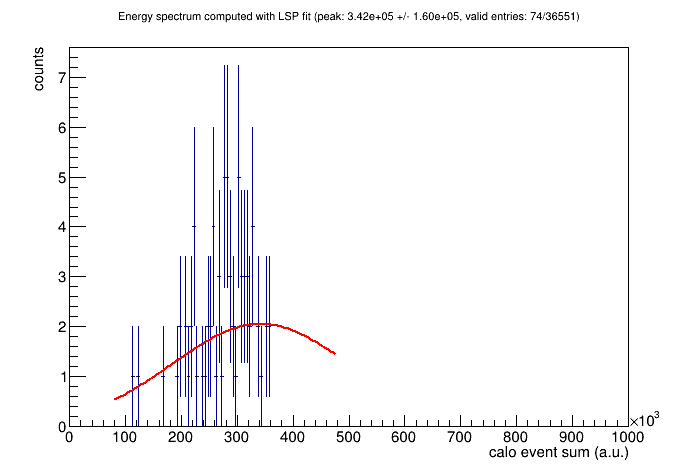 Energy spectrum computed with LSP fit (peak: 3.42e+05 +/- 1.60e+05, valid entries: 74/36551)
counts
7
6
5
4
3
2
1
0
0 100 200 300 400 500 600 700 800 900 1000
×10³
calo event sum (a.u.)